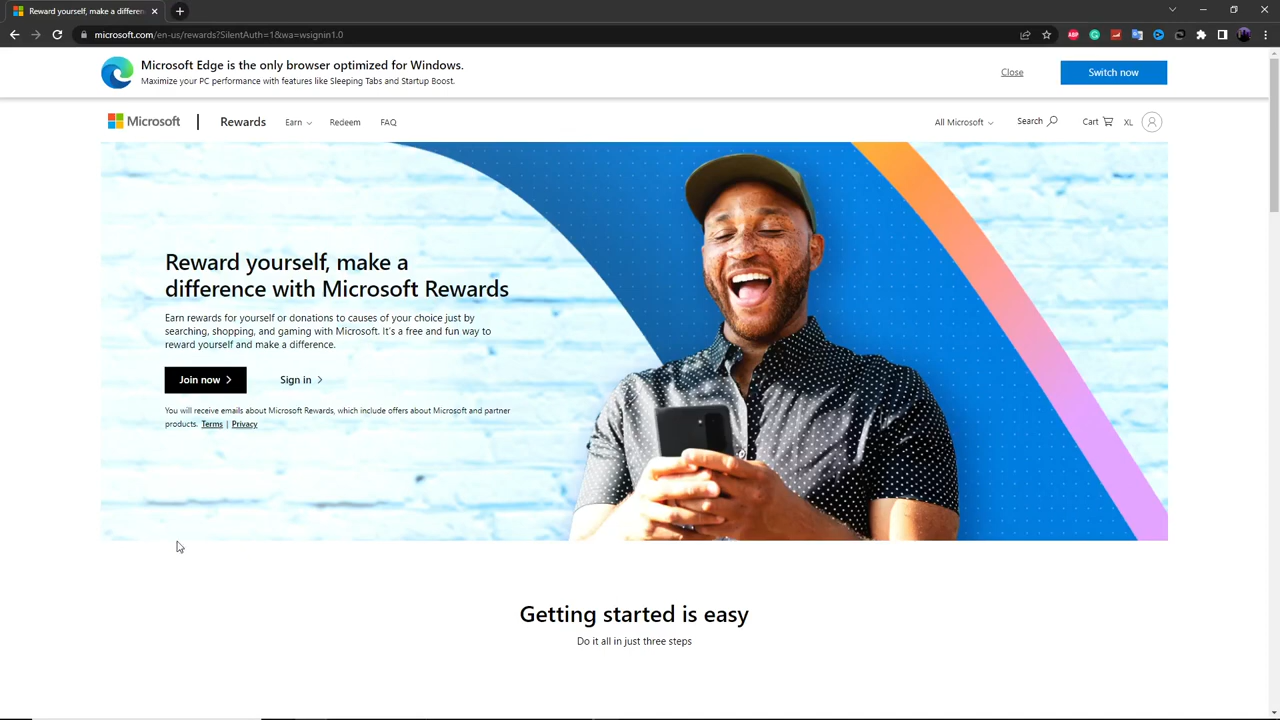 Reward yourself, make a differen
microsoft.com/en-us/rewards?SilentAuth=1&wa=wsignin1.0
ABP
Microsoft Edge is the only browser optimized for Windows.
Maximize your PC performance with features like Sleeping Tabs and Startup Boost.
Close
Switch now
Microsoft
Rewards
Earn
Redeem
FAQ
All Microsoft
Search
Cart
XL
Reward yourself, make a
difference with Microsoft Rewards
Earn rewards for yourself or donations to causes of your choice just by
searching, shopping, and gaming with Microsoft. It's a free and fun way to
reward yourself and make a difference.
Join now
Sign in
You will receive emails about Microsoft Rewards, which include offers about Microsoft and partner
products. Terms | Privacy
Getting started is easy
Do it all in just three steps